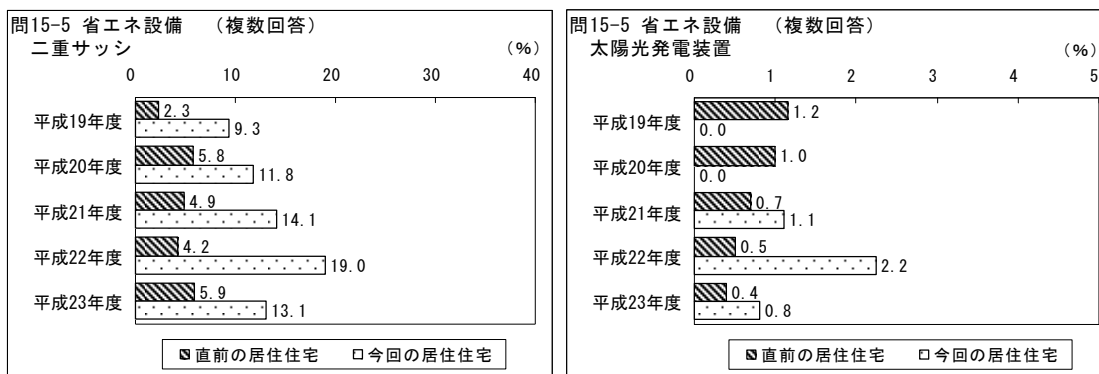 問15-5 省エネ設備 （複数回答）
二重サッシ （%）
0 10 20 30 40
平成19年度 2.3 9.3
平成20年度 5.8 11.8
平成21年度 4.9 14.1
平成22年度 4.2 19.0
平成23年度 5.9 13.1
直前の居住住宅 今回の居住住宅
問15-5 省エネ設備 （複数回答）
太陽光発電装置 （%）
0 1 2 3 4 5
平成19年度 1.2 0.0
平成20年度 1.0 0.0
平成21年度 0.7 1.1
平成22年度 0.5 2.2
平成23年度 0.4 0.8
直前の居住住宅 今回の居住住宅